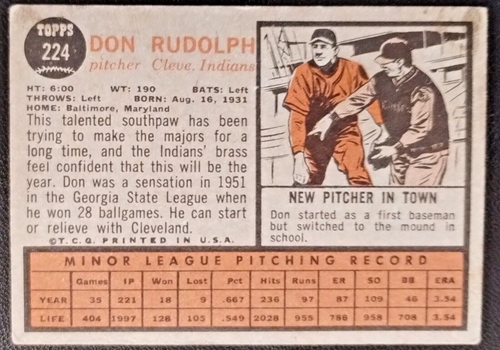 TOPPS
224
DON RUDOLPH
pitcher Cleve. Indians
HT: 6:00 WT: 190 BATS: Left
THROWS: Left BORN: Aug. 16, 1931
HOME: Baltimore, Maryland
This talented southpaw has been
trying to make the majors for a
long time, and the Indians' brass
feel confident that this will be the
year. Don was a sensation in 1951
in the Georgia State League when
he won 28 ballgames. He can start
or relieve with Cleveland.
©T.C.G. PRINTED IN U.S.A.
NEW PITCHER IN TOWN
Don started as a first baseman
but switched to the mound in
school.
MINOR LEAGUE PITCHING RECORD
Games IP Won Lost Pct Hits Runs ER SO BB ERA
YEAR 35 221 18 9 .667 236 97 87 109 46 3.54
LIFE 404 1997 128 105 .549 2028 955 786 958 708 3.54